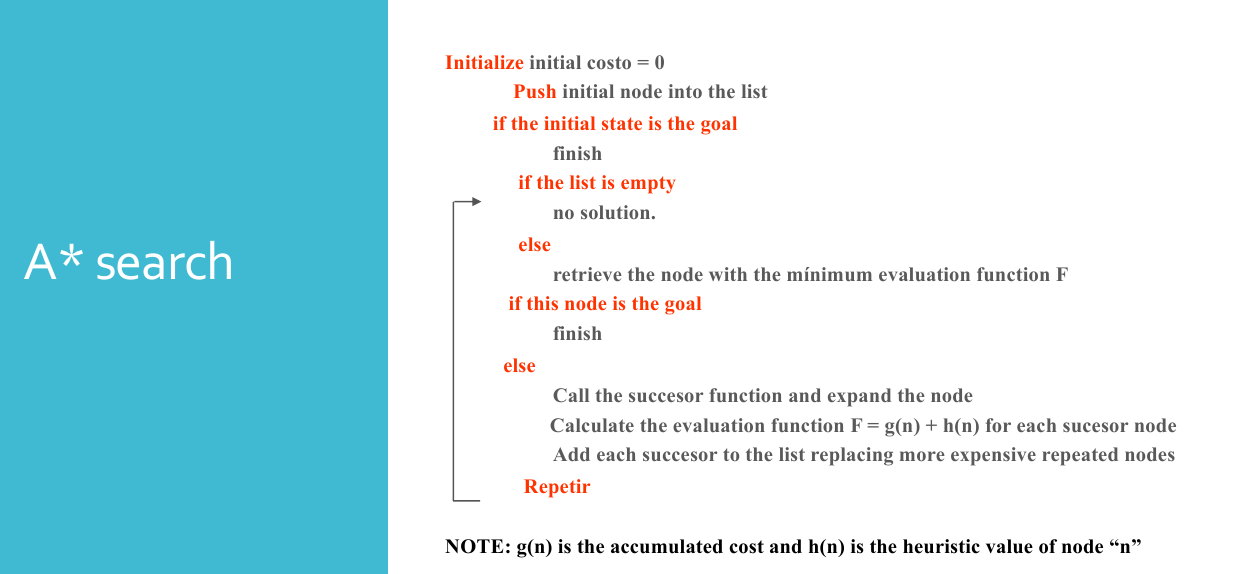 A* search
Initialize initial costo = 0
Push initial node into the list
if the initial state is the goal
finish
if the list is empty
no solution.
else
retrieve the node with the mínimum evaluation function F
if this node is the goal
finish
else
Call the succesor function and expand the node
Calculate the evaluation function F = g(n) + h(n) for each sucesor node
Add each succesor to the list replacing more expensive repeated nodes
Repetir
NOTE: g(n) is the accumulated cost and h(n) is the heuristic value of node “n”